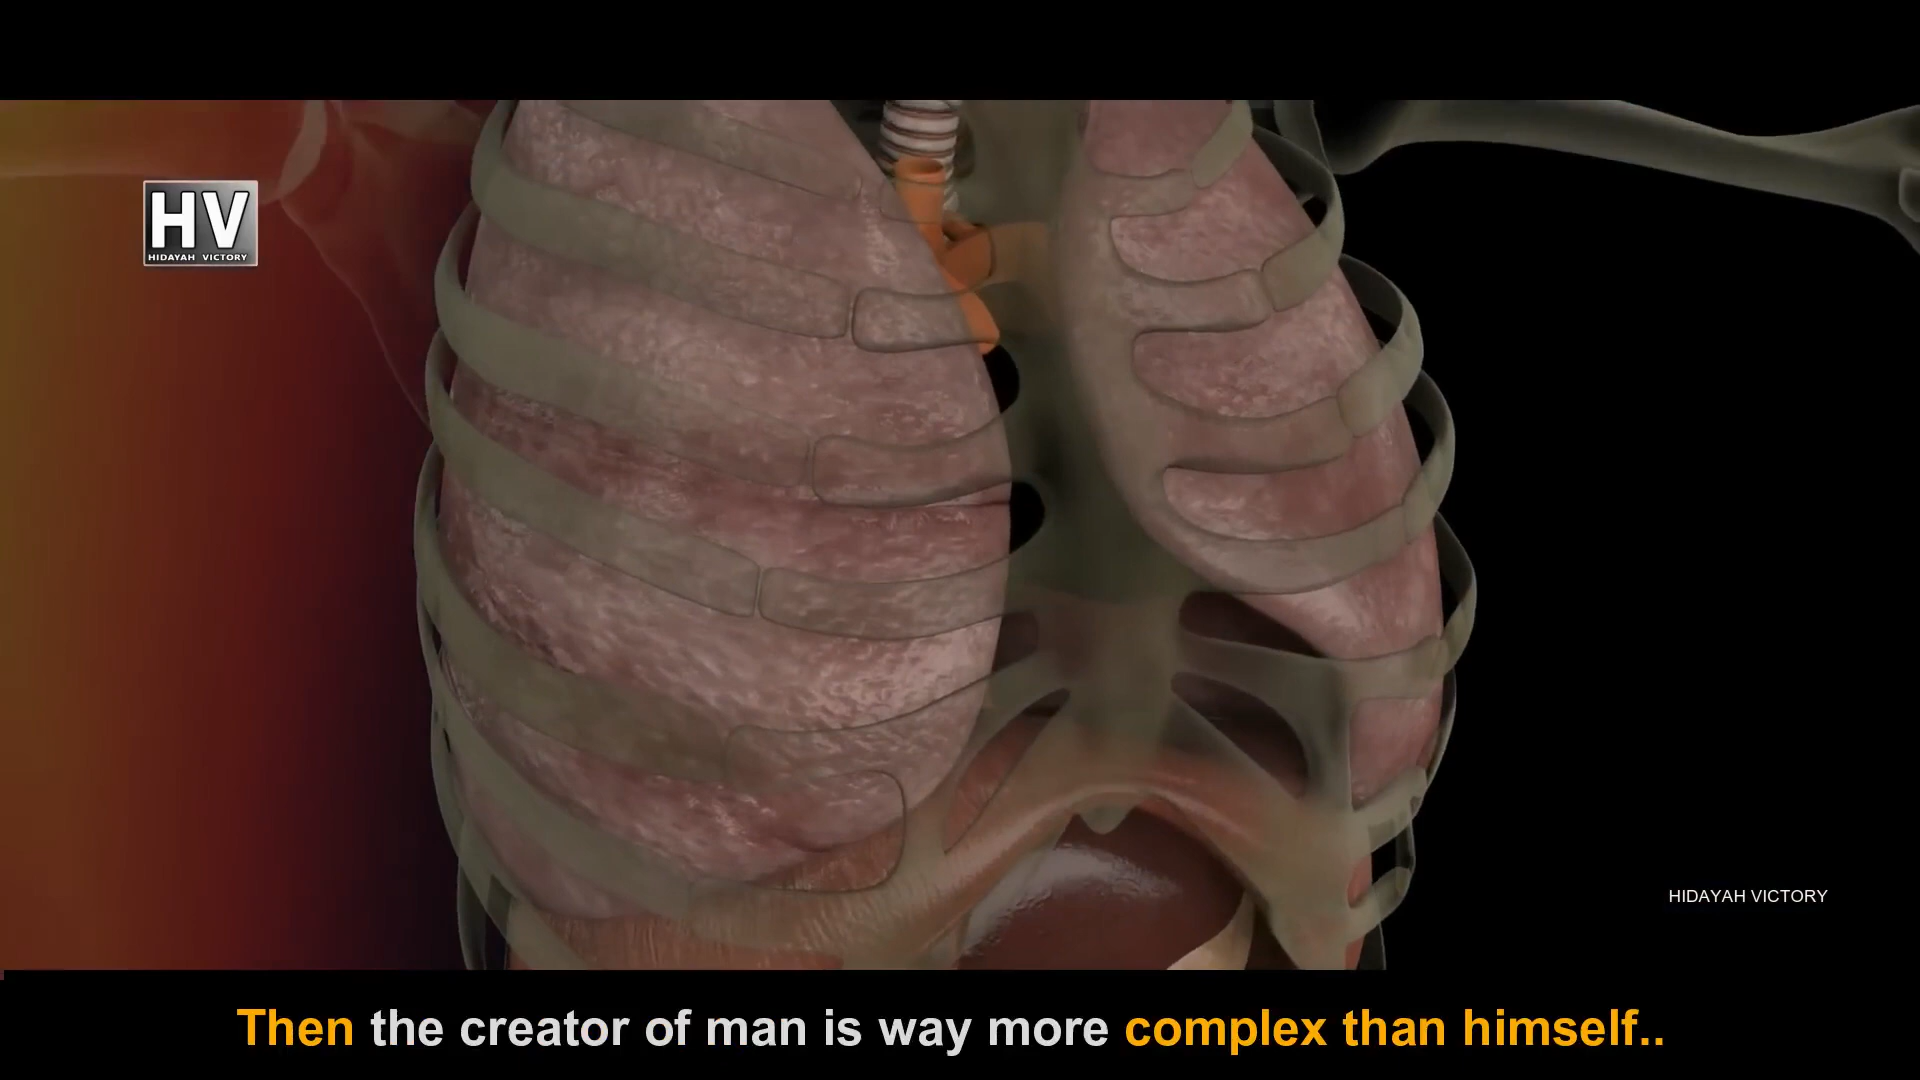 HV
HIDAYAH VICTORY
HIDAYAH VICTORY
Then the creator of man is way more complex than himself..